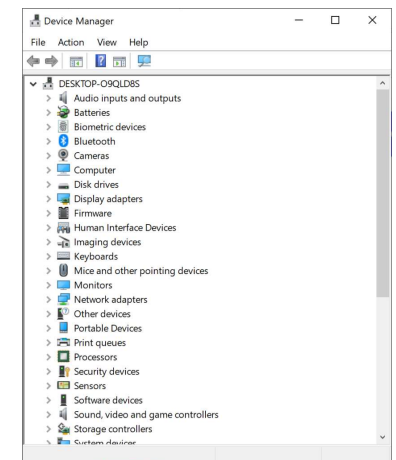 Device Manager
File Action View Help
DESKTOP-O9QLD8S
Audio inputs and outputs
Batteries
Biometric devices
Bluetooth
Cameras
Computer
Disk drives
Display adapters
Firmware
Human Interface Devices
Imaging devices
Keyboards
Mice and other pointing devices
Monitors
Network adapters
Other devices
Portable Devices
Print queues
Processors
Security devices
Sensors
Software devices
Sound, video and game controllers
Storage controllers
System devices